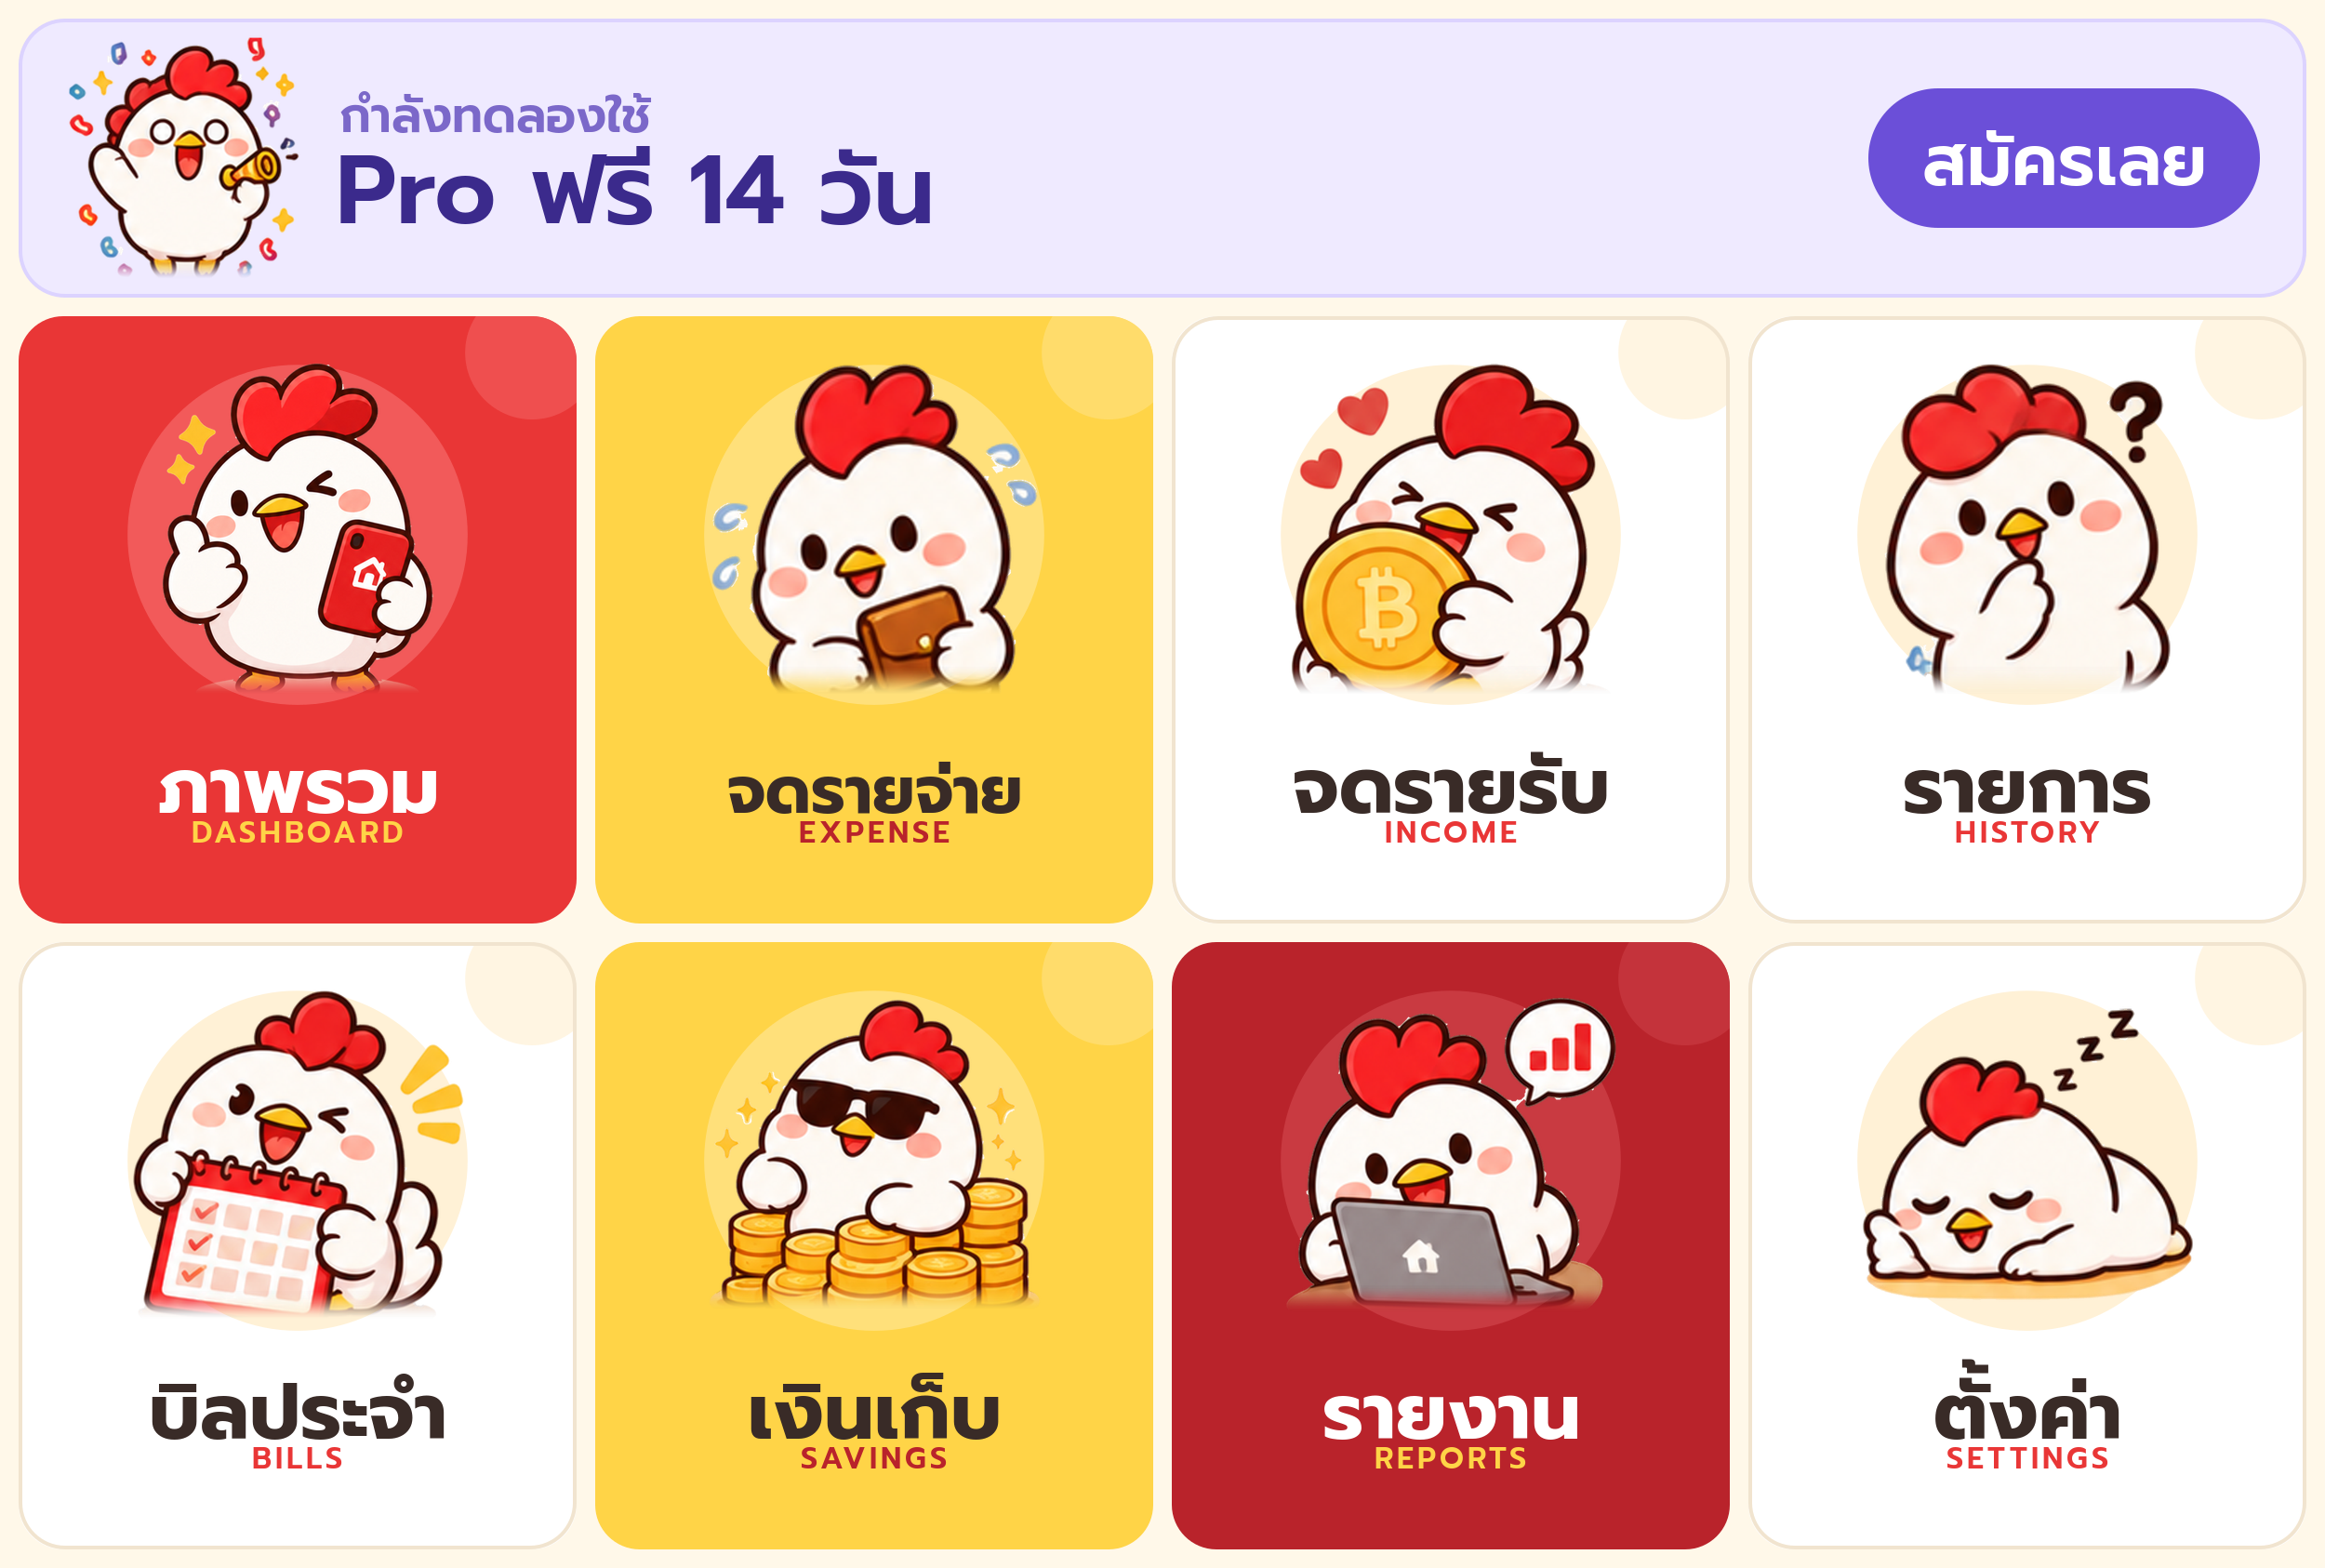 กำลังทดลองใช้
Pro ฟรี 14 วัน
สมัครเลย
ภาพรวม
DASHBOARD
จดรายจ่าย
EXPENSE
จดรายรับ
INCOME
?
รายการ
HISTORY
บิลประจำ
BILLS
เงินเก็บ
SAVINGS
รายงาน
REPORTS
z z z
ตั้งค่า
SETTINGS